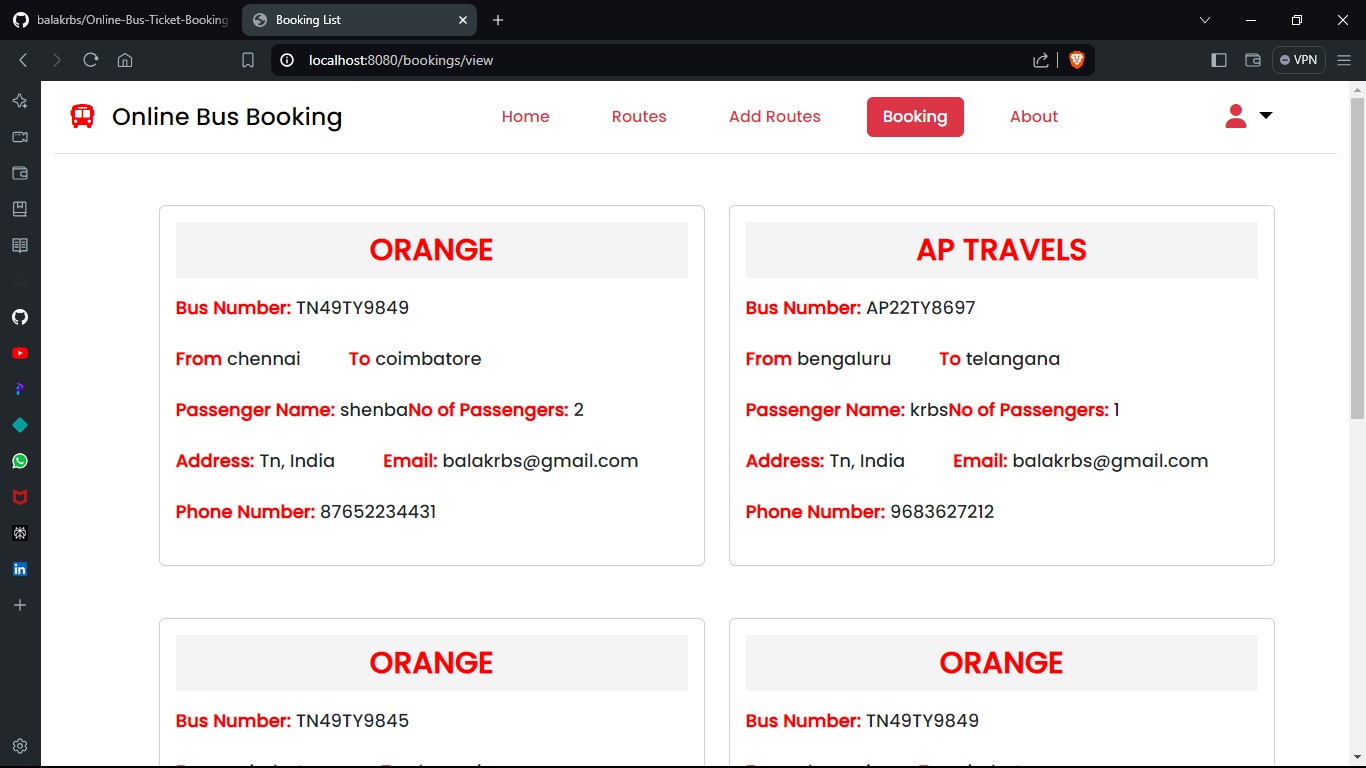 balakrbs/Online-Bus-Ticket-Booking
Booking List
localhost:8080/bookings/view
VPN
Online Bus Booking
Home
Routes
Add Routes
Booking
About
ORANGE
Bus Number: TN49TY9849
From chennai To coimbatore
Passenger Name: shenbaNo of Passengers: 2
Address: Tn, India Email: balakrbs@gmail.com
Phone Number: 87652234431
AP TRAVELS
Bus Number: AP22TY8697
From bengaluru To telangana
Passenger Name: krbsNo of Passengers: 1
Address: Tn, India Email: balakrbs@gmail.com
Phone Number: 9683627212
ORANGE
Bus Number: TN49TY9845
ORANGE
Bus Number: TN49TY9849